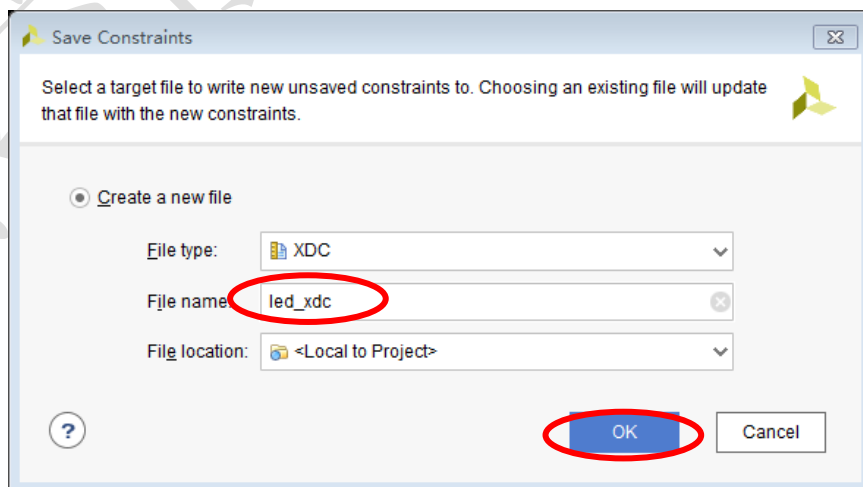 Save Constraints
Select a target file to write new unsaved constraints to. Choosing an existing file will update
that file with the new constraints.
Create a new file
File type: XDC
File name: led_xdc
File location: <Local to Project>
? OK Cancel